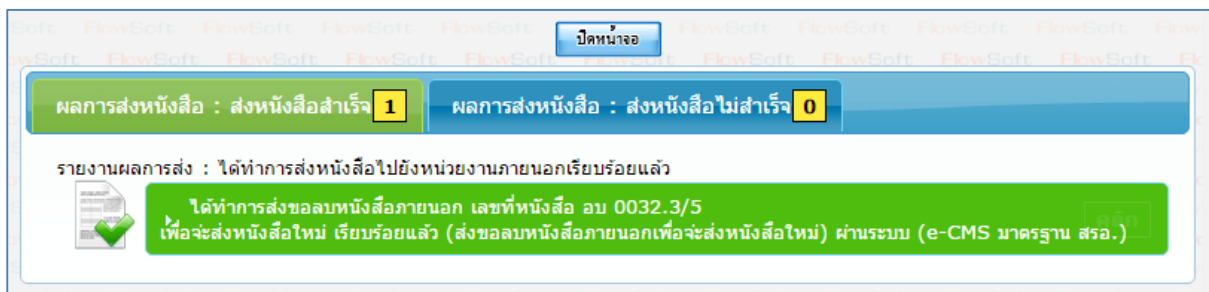 ปิดหน้าจอ
ผลการส่งหนังสือ : ส่งหนังสือสำเร็จ 1 ผลการส่งหนังสือ : ส่งหนังสือไม่สำเร็จ 0
รายงานผลการส่ง : ได้ทำการส่งหนังสือไปยังหน่วยงานภายนอกเรียบร้อยแล้ว
ได้ทำการส่งขอลบหนังสือภายนอก เลขที่หนังสือ อบ 0032.3/5
เพื่อจะส่งหนังสือใหม่ เรียบร้อยแล้ว (ส่งขอลบหนังสือภายนอกเพื่อจะส่งหนังสือใหม่) ผ่านระบบ (e-CMS มาตรฐาน สรอ.)
คลิก